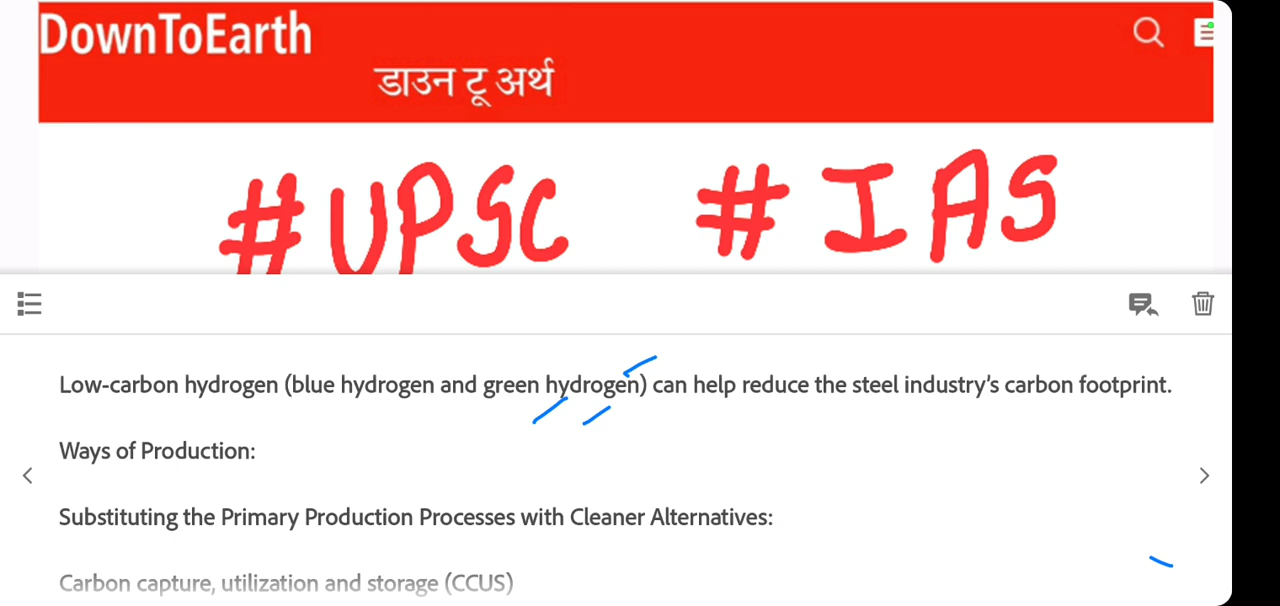 DownToEarth
डाउन टू अर्थ
#UPSC #IAS
Low-carbon hydrogen (blue hydrogen and green hydrogen) can help reduce the steel industry’s carbon footprint.
Ways of Production:
Substituting the Primary Production Processes with Cleaner Alternatives:
Carbon capture, utilization and storage (CCUS)